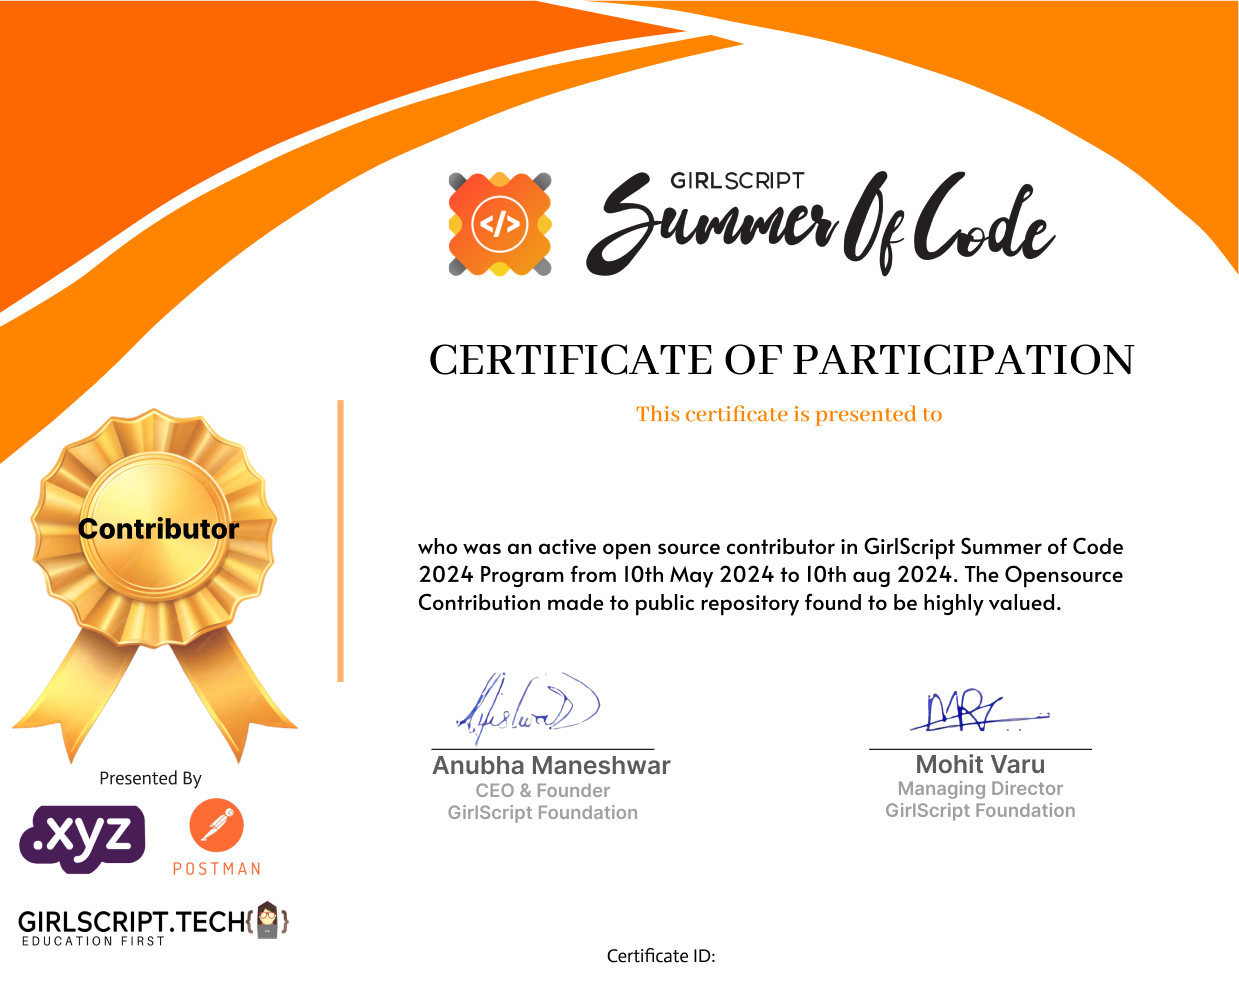 GIRLSCRIPT
Summer Of Code
</>
CERTIFICATE OF PARTICIPATION
This certificate is presented to
Contributor
who was an active open source contributor in GirlScript Summer of Code
2024 Program from 10th May 2024 to 10th aug 2024. The Opensource
Contribution made to public repository found to be highly valued.
Anubha Maneshwar
CEO & Founder
GirlScript Foundation
Mohit Varu
Managing Director
GirlScript Foundation
Presented By
.xyz
POSTMAN
GIRLSCRIPT.TECH{ }
EDUCATION FIRST
Certificate ID: